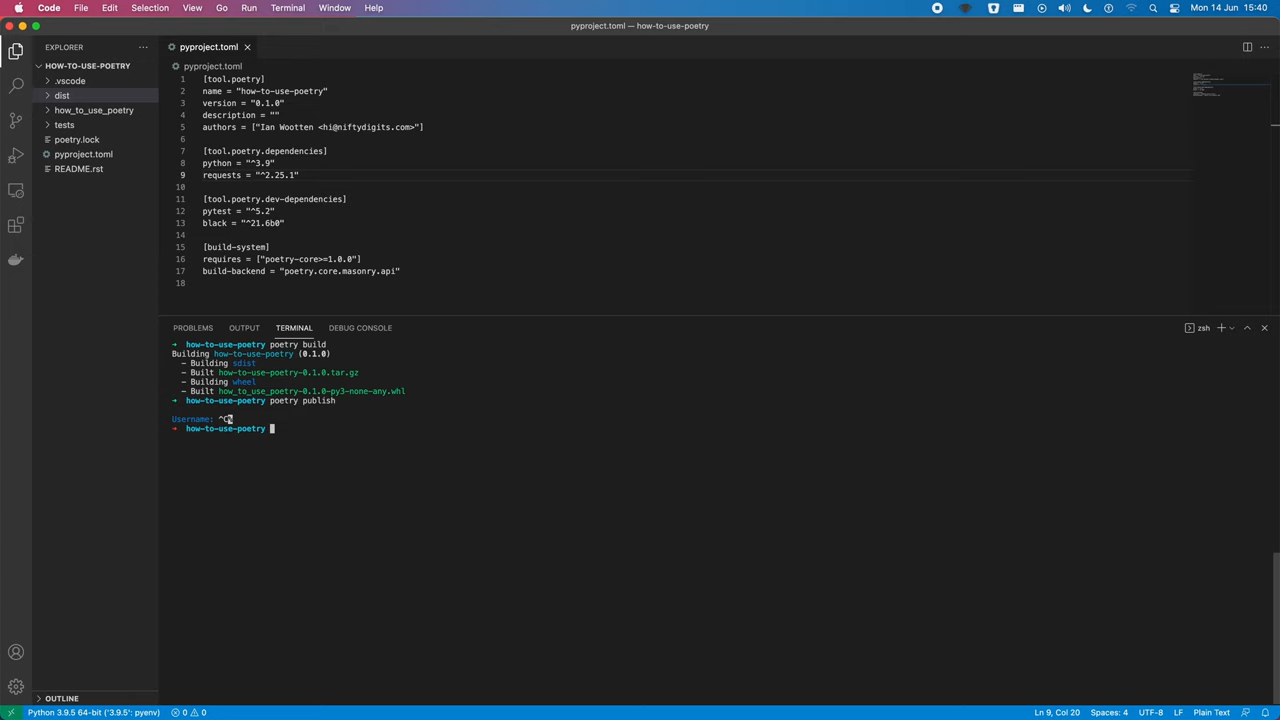 Code File Edit Selection View Go Run Terminal Window Help Mon 14 Jun 15:40
pyproject.toml — how-to-use-poetry
EXPLORER
HOW-TO-USE-POETRY
.vscode
dist
how_to_use_poetry
tests
poetry.lock
pyproject.toml
README.rst
OUTLINE
pyproject.toml
pyproject.toml
1 [tool.poetry]
2 name = "how-to-use-poetry"
3 version = "0.1.0"
4 description = ""
5 authors = ["Ian Wootten <hi@niftydigits.com>"]
6
7 [tool.poetry.dependencies]
8 python = "^3.9"
9 requests = "^2.25.1"
10
11 [tool.poetry.dev-dependencies]
12 pytest = "^5.2"
13 black = "^21.6b0"
14
15 [build-system]
16 requires = ["poetry-core>=1.0.0"]
17 build-backend = "poetry.core.masonry.api"
18
PROBLEMS OUTPUT TERMINAL DEBUG CONSOLE zsh
➜ how-to-use-poetry poetry build
Building how-to-use-poetry (0.1.0)
- Building sdist
- Built how-to-use-poetry-0.1.0.tar.gz
- Building wheel
- Built how_to_use_poetry-0.1.0-py3-none-any.whl
➜ how-to-use-poetry poetry publish
Username: ^C%
➜ how-to-use-poetry
Python 3.9.5 64-bit ('3.9.5': pyenv) 0 0 Ln 9, Col 20 Spaces: 4 UTF-8 LF Plain Text